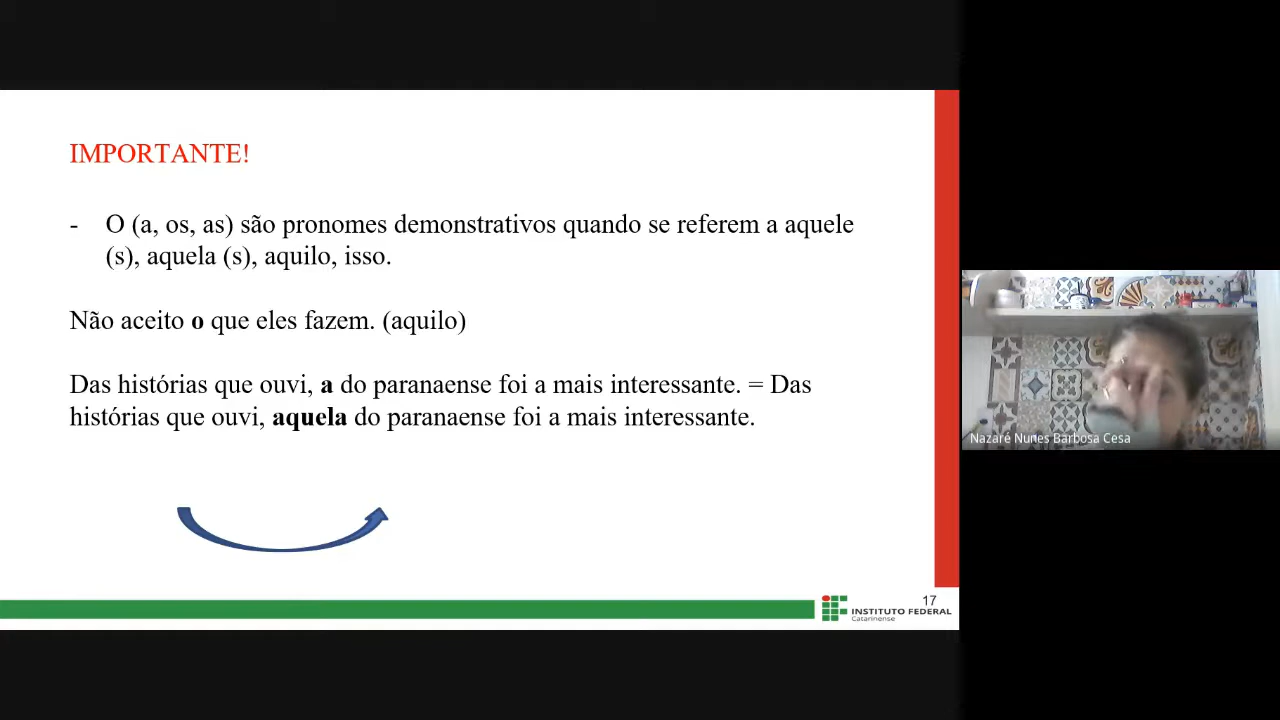 IMPORTANTE!
- O (a, os, as) são pronomes demonstrativos quando se referem a aquele
(s), aquela (s), aquilo, isso.
Não aceito o que eles fazem. (aquilo)
Das histórias que ouvi, a do paranaense foi a mais interessante. = Das
histórias que ouvi, aquela do paranaense foi a mais interessante.
17
INSTITUTO FEDERAL
Catarinense
Nazaré Nunes Barbosa Cesa